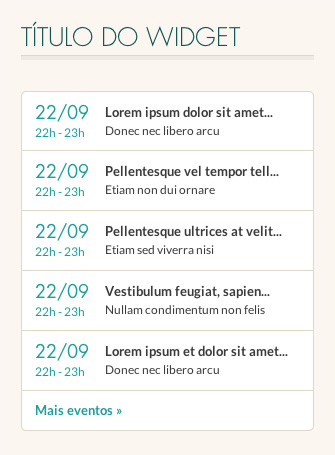 TÍTULO DO WIDGET
22/09 Lorem ipsum dolor sit amet...
22h - 23h Donec nec libero arcu
22/09 Pellentesque vel tempor tell...
22h - 23h Etiam non dui ornare
22/09 Pellentesque ultrices at velit...
22h - 23h Etiam sed viverra nisi
22/09 Vestibulum feugiat, sapien...
22h - 23h Nullam condimentum non felis
22/09 Lorem ipsum et dolor sit amet...
22h - 23h Donec nec libero arcu
Mais eventos »